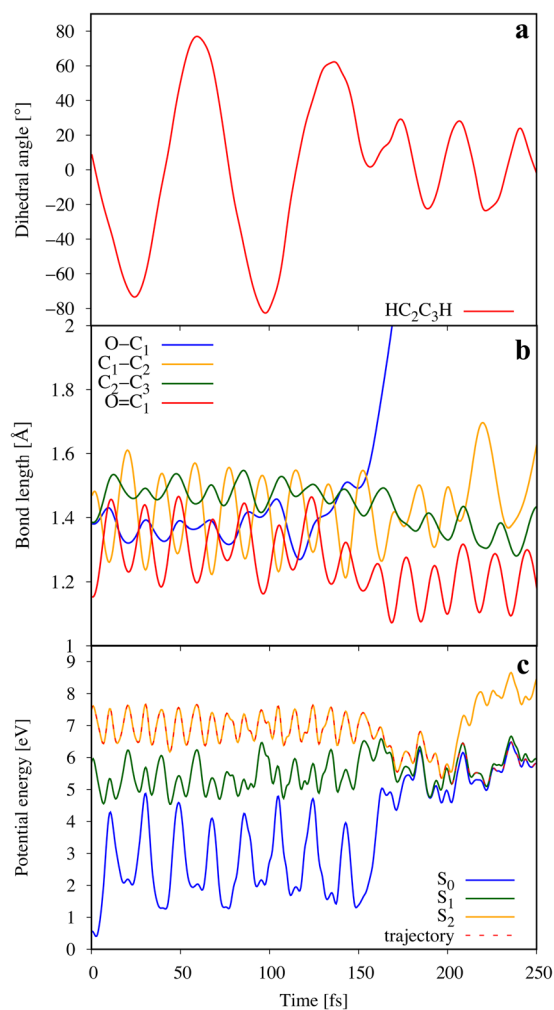 a
80
60
40
20
0
−20
−40
−60
−80
Dihedral angle [°]
HC₂C₃H
b
2
1.8
1.6
1.4
1.2
1
Bond length [Å]
O−C₁
C₁−C₂
C₂−C₃
O=C₁
c
9
8
7
6
5
4
3
2
1
0
Potential energy [eV]
S₀
S₁
S₂
trajectory
0 50 100 150 200 250
Time [fs]